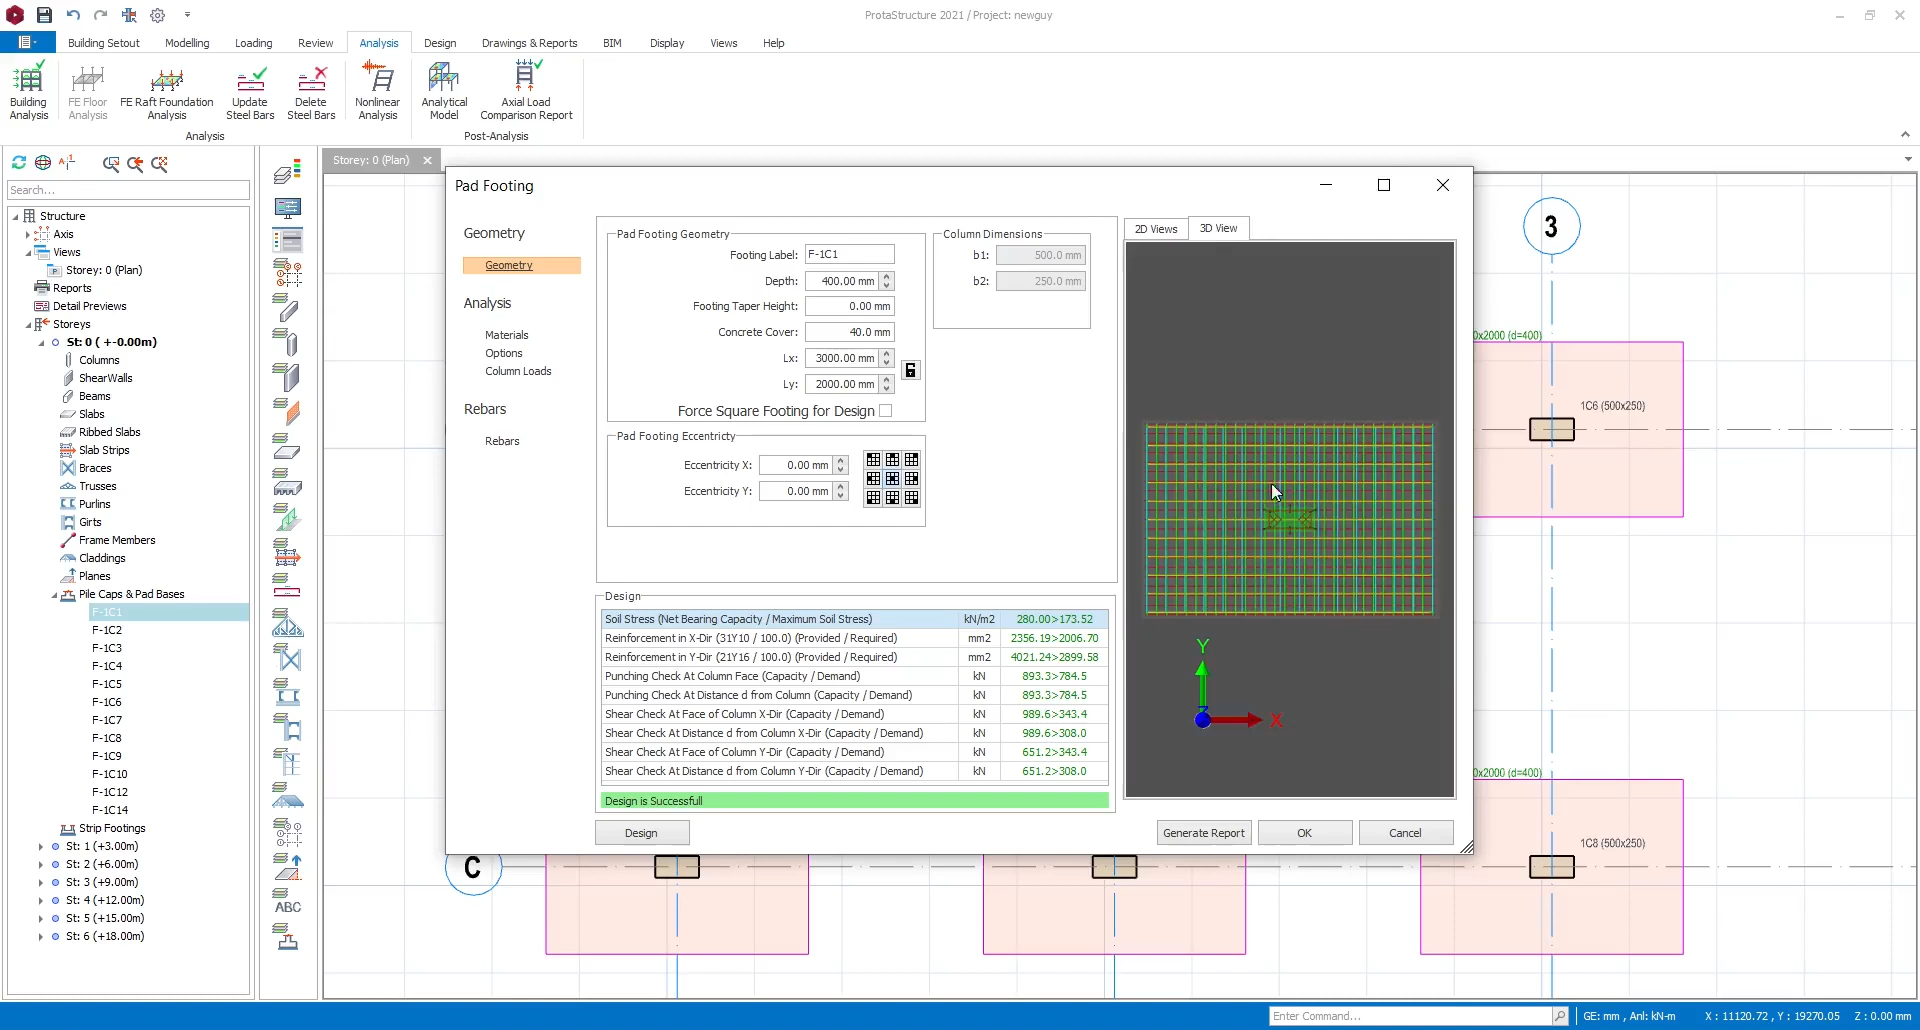 ProtaStructure 2021 / Project: newguy
Building Setout Modelling Loading Review Analysis Design Drawings & Reports BIM Display Views Help
Building Analysis
FE Floor Analysis
FE Raft Foundation Analysis
Update Steel Bars
Delete Steel Bars
Nonlinear Analysis
Analytical Model
Axial Load Comparison Report
Analysis
Post-Analysis
Search...
Structure
Axis
Views
Storey: 0 (Plan)
Reports
Detail Previews
Storeys
St: 0 ( +-0.00m)
Columns
ShearWalls
Beams
Slabs
Ribbed Slabs
Slab Strips
Braces
Trusses
Purlins
Girts
Frame Members
Claddings
Planes
Pile Caps & Pad Bases
F-1C1
F-1C2
F-1C3
F-1C4
F-1C5
F-1C6
F-1C7
F-1C8
F-1C9
F-1C10
F-1C12
F-1C14
Strip Footings
St: 1 (+3.00m)
St: 2 (+6.00m)
St: 3 (+9.00m)
St: 4 (+12.00m)
St: 5 (+15.00m)
St: 6 (+18.00m)
ABC
Storey: 0 (Plan)
Pad Footing
Geometry
Geometry
Analysis
Materials
Options
Column Loads
Rebars
Rebars
Pad Footing Geometry
Footing Label: F-1C1
Depth: 400.00 mm
Footing Taper Height: 0.00 mm
Concrete Cover: 40.0 mm
Lx: 3000.00 mm
Ly: 2000.00 mm
Force Square Footing for Design
Pad Footing Eccentricity
Eccentricity X: 0.00 mm
Eccentricity Y: 0.00 mm
Column Dimensions
b1: 500.0 mm
b2: 250.0 mm
Design
Soil Stress (Net Bearing Capacity / Maximum Soil Stress) kN/m2 280.00>173.52
Reinforcement in X-Dir (31Y10 / 100.0) (Provided / Required) mm2 2356.19>2006.70
Reinforcement in Y-Dir (21Y16 / 100.0) (Provided / Required) mm2 4021.24>2899.58
Punching Check At Column Face (Capacity / Demand) kN 893.3>784.5
Punching Check At Distance d from Column (Capacity / Demand) kN 893.3>784.5
Shear Check At Face of Column X-Dir (Capacity / Demand) kN 989.6>343.4
Shear Check At Distance d from Column X-Dir (Capacity / Demand) kN 989.6>308.0
Shear Check At Face of Column Y-Dir (Capacity / Demand) kN 651.2>343.4
Shear Check At Distance d from Column Y-Dir (Capacity / Demand) kN 651.2>308.0
Design is Successfull
Design
2D Views 3D View
Y
X
Generate Report OK Cancel
3
0x2000 (d=400)
1C6 (500x250)
0x2000 (d=400)
1C8 (500x250)
C
Enter Command...
GE: mm , Anl: kN-m X : 11120.72 , Y : 19270.05 Z : 0.00 mm